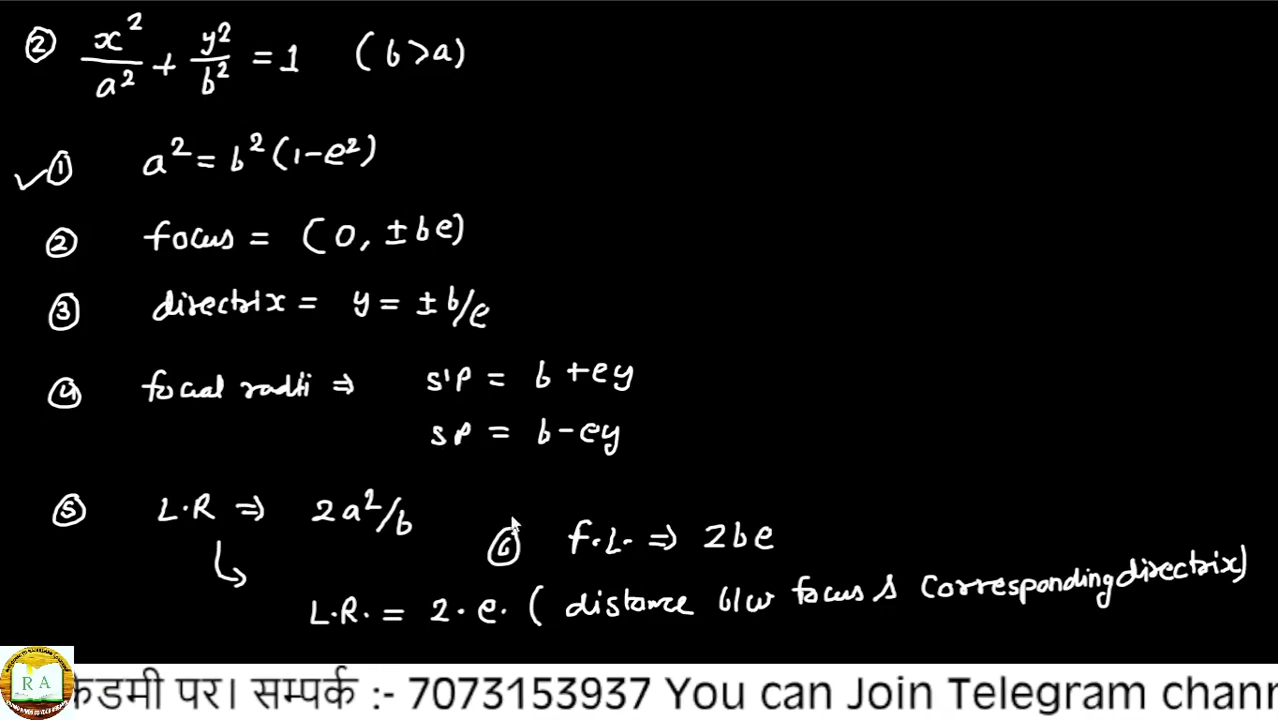 ② x²/a² + y²/b² = 1 (b>a)
✓① a² = b²(1-e²)
② focus = (0, ±be)
③ directrix = y = ±b/e
④ focal radii ⇒ s'p = b+ey
sp = b-ey
⑤ L.R ⇒ 2a²/b
⑥ f.L. ⇒ 2be
↳ L.R. = 2.e. (distance b/w focus & corresponding directrix)
RA
कडमी पर। सम्पर्क :- 7073153937 You can Join Telegram chann